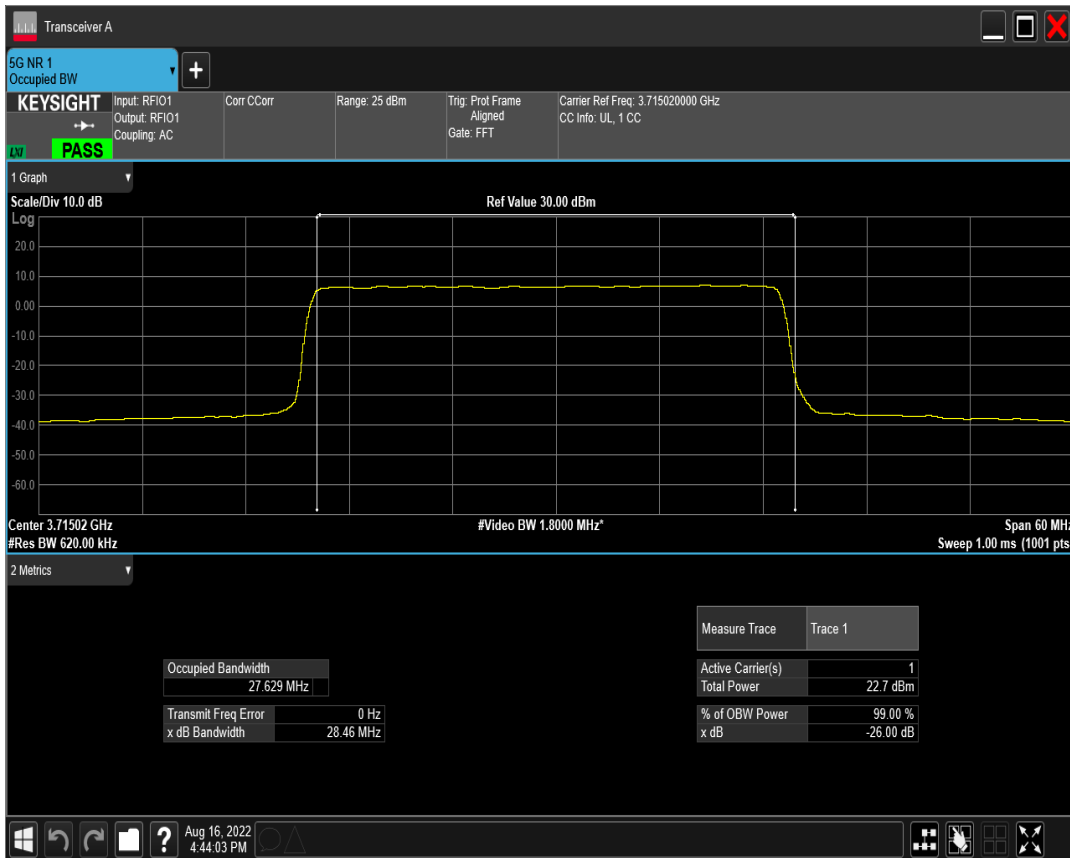 Transceiver A
5G NR 1
Occupied BW
+
KEYSIGHT
LXI
PASS
Input: RFIO1
Output: RFIO1
Coupling: AC
Corr CCorr
Range: 25 dBm
Trig: Prot Frame
Aligned
Gate: FFT
Carrier Ref Freq: 3.715020000 GHz
CC Info: UL, 1 CC
1 Graph
Scale/Div 10.0 dB
Ref Value 30.00 dBm
Log
20.0
10.0
0.00
-10.0
-20.0
-30.0
-40.0
-50.0
-60.0
Center 3.71502 GHz
#Video BW 1.8000 MHz*
Span 60 MHz
#Res BW 620.00 kHz
Sweep 1.00 ms (1001 pts
2 Metrics
Measure Trace Trace 1
Occupied Bandwidth
27.629 MHz
Active Carrier(s) 1
Total Power 22.7 dBm
Transmit Freq Error 0 Hz
x dB Bandwidth 28.46 MHz
% of OBW Power 99.00 %
x dB -26.00 dB
?
Aug 16, 2022
4:44:03 PM